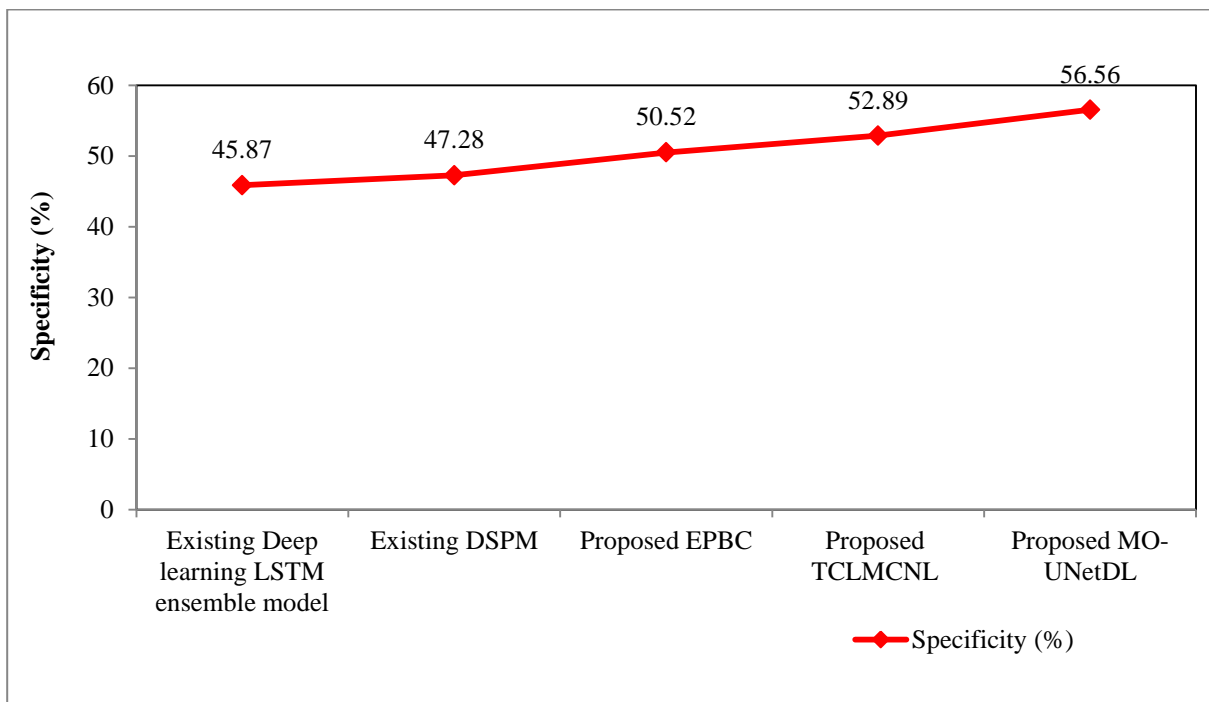 Specificity (%)
60
50
40
30
20
10
0
45.87
47.28
50.52
52.89
56.56
Existing Deep
learning LSTM
ensemble model
Existing DSPM
Proposed EPBC
Proposed
TCLMCNL
Proposed MO-
UNetDL
Specificity (%)